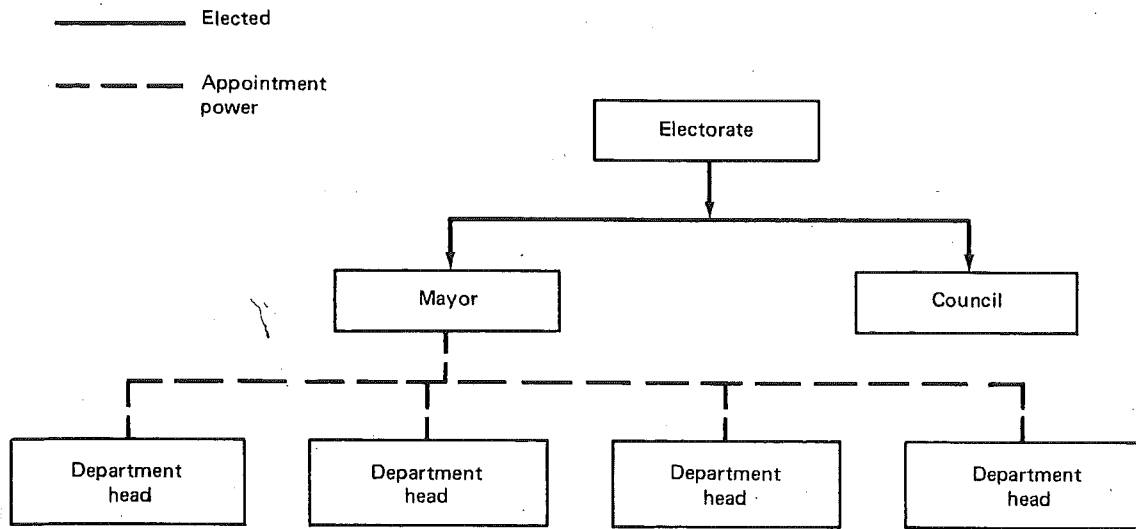 Elected
Appointment
power
Electorate
Mayor
Council
Department
head
Department
head
Department
head
Department
head